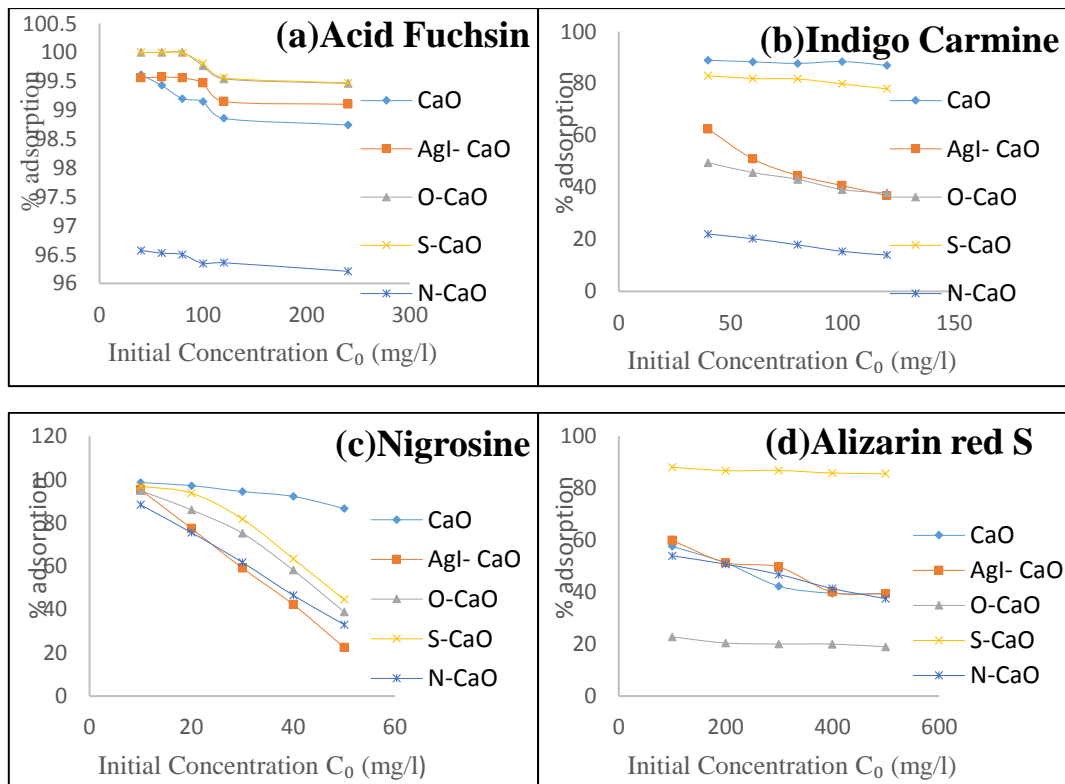 (a)Acid Fuchsin
100.5
100
99.5
99
98.5
98
97.5
97
96.5
96
% adsorption
0
100
200
300
Initial Concentration C₀ (mg/l)
CaO
AgI- CaO
O-CaO
S-CaO
N-CaO
(b)Indigo Carmine
100
80
60
40
20
0
% adsorption
0
50
100
150
Initial Concentration C₀ (mg/l)
CaO
AgI- CaO
O-CaO
S-CaO
N-CaO
(c)Nigrosine
120
100
80
60
40
20
0
% adsorption
0
20
40
60
Initial Concentration C₀ (mg/l)
CaO
AgI- CaO
O-CaO
S-CaO
N-CaO
(d)Alizarin red S
100
80
60
40
20
0
% adsorption
0
200
400
600
Initial Concentration C₀ (mg/l)
CaO
AgI- CaO
O-CaO
S-CaO
N-CaO